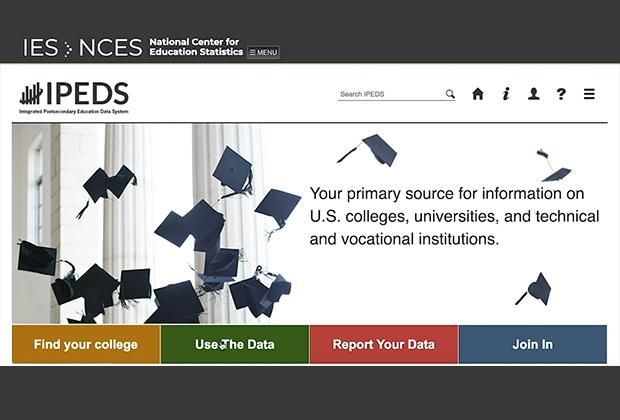 IES NCES National Center for
Education Statistics
MENU
IPEDS
Integrated Postsecondary Education Data System
Search IPEDS
Your primary source for information on
U.S. colleges, universities, and technical
and vocational institutions.
Find your college
Use The Data
Report Your Data
Join In